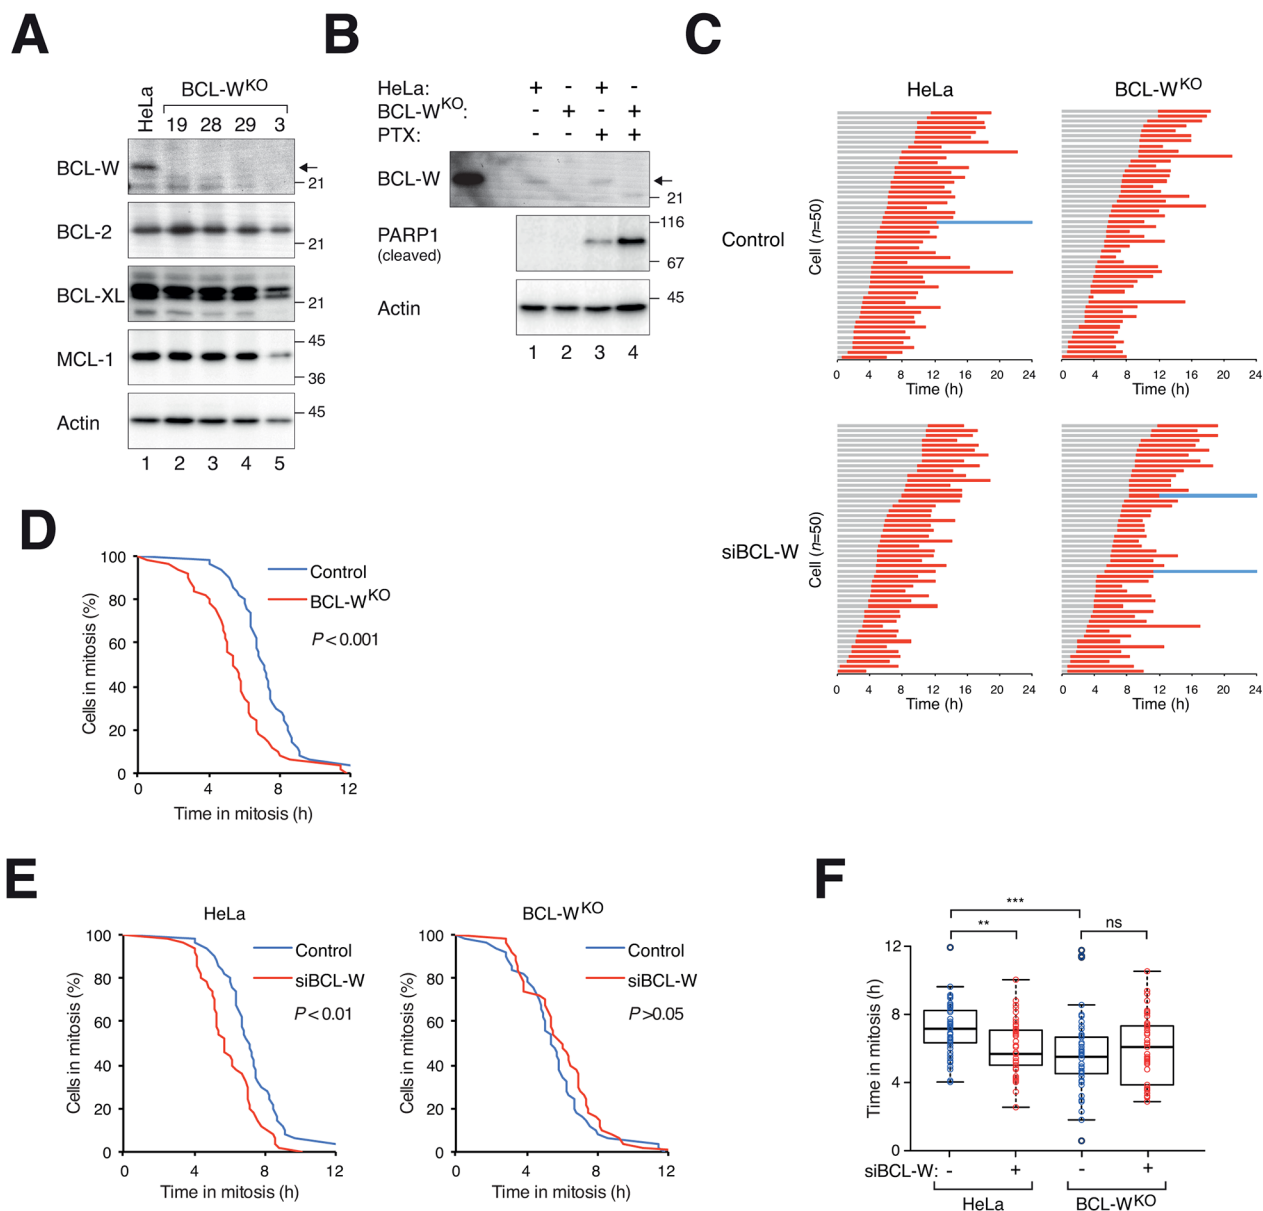 A
HeLa
BCL-WKO
19 28 29 3
BCL-W
21
BCL-2
21
BCL-XL
21
MCL-1
45
36
Actin
45
1 2 3 4 5
B
HeLa: + - + -
BCL-WKO: - + - +
PTX: - - + +
BCL-W
21
PARP1
(cleaved)
116
67
Actin
45
1 2 3 4
C
HeLa
BCL-WKO
Control
Cell (n=50)
0 4 8 12 16 20 24
Time (h)
0 4 8 12 16 20 24
Time (h)
siBCL-W
Cell (n=50)
0 4 8 12 16 20 24
Time (h)
0 4 8 12 16 20 24
Time (h)
D
Cells in mitosis (%)
100
80
60
40
20
0
Control
BCL-WKO
P<0.001
0 4 8 12
Time in mitosis (h)
E
HeLa
Cells in mitosis (%)
100
80
60
40
20
0
Control
siBCL-W
P<0.01
0 4 8 12
Time in mitosis (h)
BCL-WKO
Cells in mitosis (%)
100
80
60
40
20
0
Control
siBCL-W
P>0.05
0 4 8 12
Time in mitosis (h)
F
***
** ns
Time in mitosis (h)
12
8
4
0
siBCL-W: - + - +
HeLa BCL-WKO